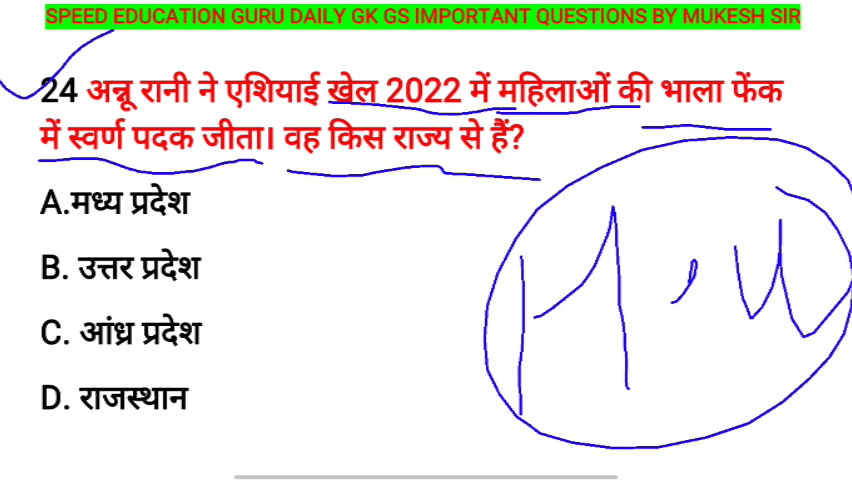 SPEED EDUCATION GURU DAILY GK GS IMPORTANT QUESTIONS BY MUKESH SIR
24 अन्नू रानी ने एशियाई खेल 2022 में महिलाओं की भाला फेंक
में स्वर्ण पदक जीता। वह किस राज्य से हैं?
A.मध्य प्रदेश
B. उत्तर प्रदेश
C. आंध्र प्रदेश
D. राजस्थान